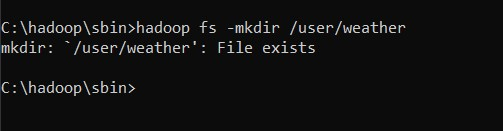 C:\hadoop\sbin>hadoop fs -mkdir /user/weather
mkdir: `/user/weather': File exists
C:\hadoop\sbin>